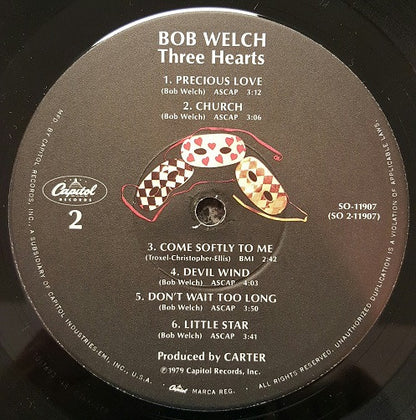 BOB WELCH
Three Hearts
1. PRECIOUS LOVE
(Bob Welch) ASCAP 3:12
2. CHURCH
(Bob Welch) ASCAP 3:06
Capitol
RECORDS
2
SO-11907
(SO 2-11907)
3. COME SOFTLY TO ME
(Troxel-Christopher-Ellis) BMI 2:42
4. DEVIL WIND
(Bob Welch) ASCAP 4:03
5. DON'T WAIT TOO LONG
(Bob Welch) ASCAP 3:50
6. LITTLE STAR
(Bob Welch) ASCAP 3:41
Produced by CARTER
℗1979 Capitol Records, Inc.
MFD. BY CAPITOL RECORDS, INC., A SUBSIDIARY OF CAPITOL INDUSTRIES-EMI, INC., U.S.A.
Capitol MARCA REG.
ALL RIGHTS RESERVED. UNAUTHORIZED DUPLICATION IS A VIOLATION OF APPLICABLE LAWS.